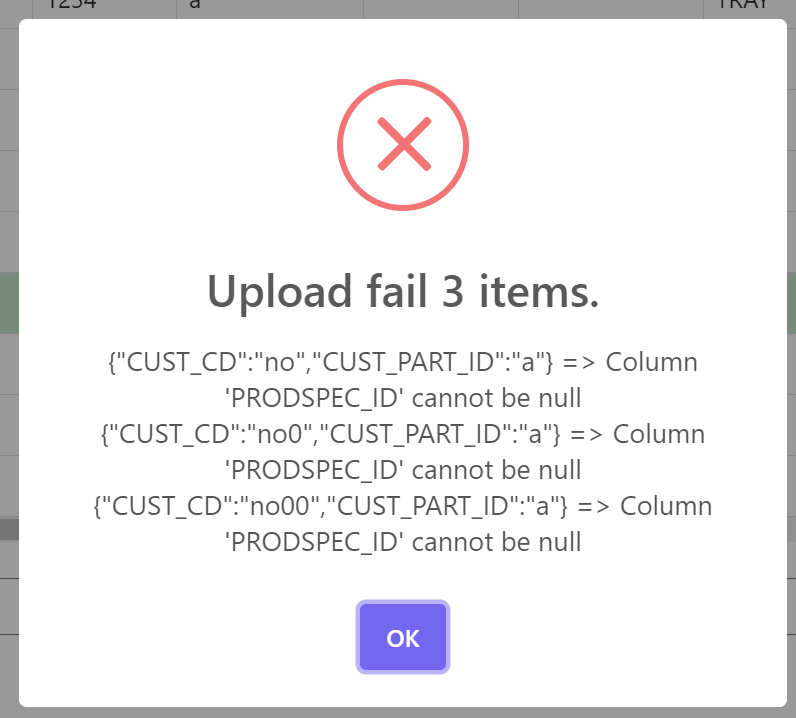 1234 a TRAY
Upload fail 3 items.
{"CUST_CD":"no","CUST_PART_ID":"a"} => Column
'PRODSPEC_ID' cannot be null
{"CUST_CD":"no0","CUST_PART_ID":"a"} => Column
'PRODSPEC_ID' cannot be null
{"CUST_CD":"no00","CUST_PART_ID":"a"} => Column
'PRODSPEC_ID' cannot be null
OK